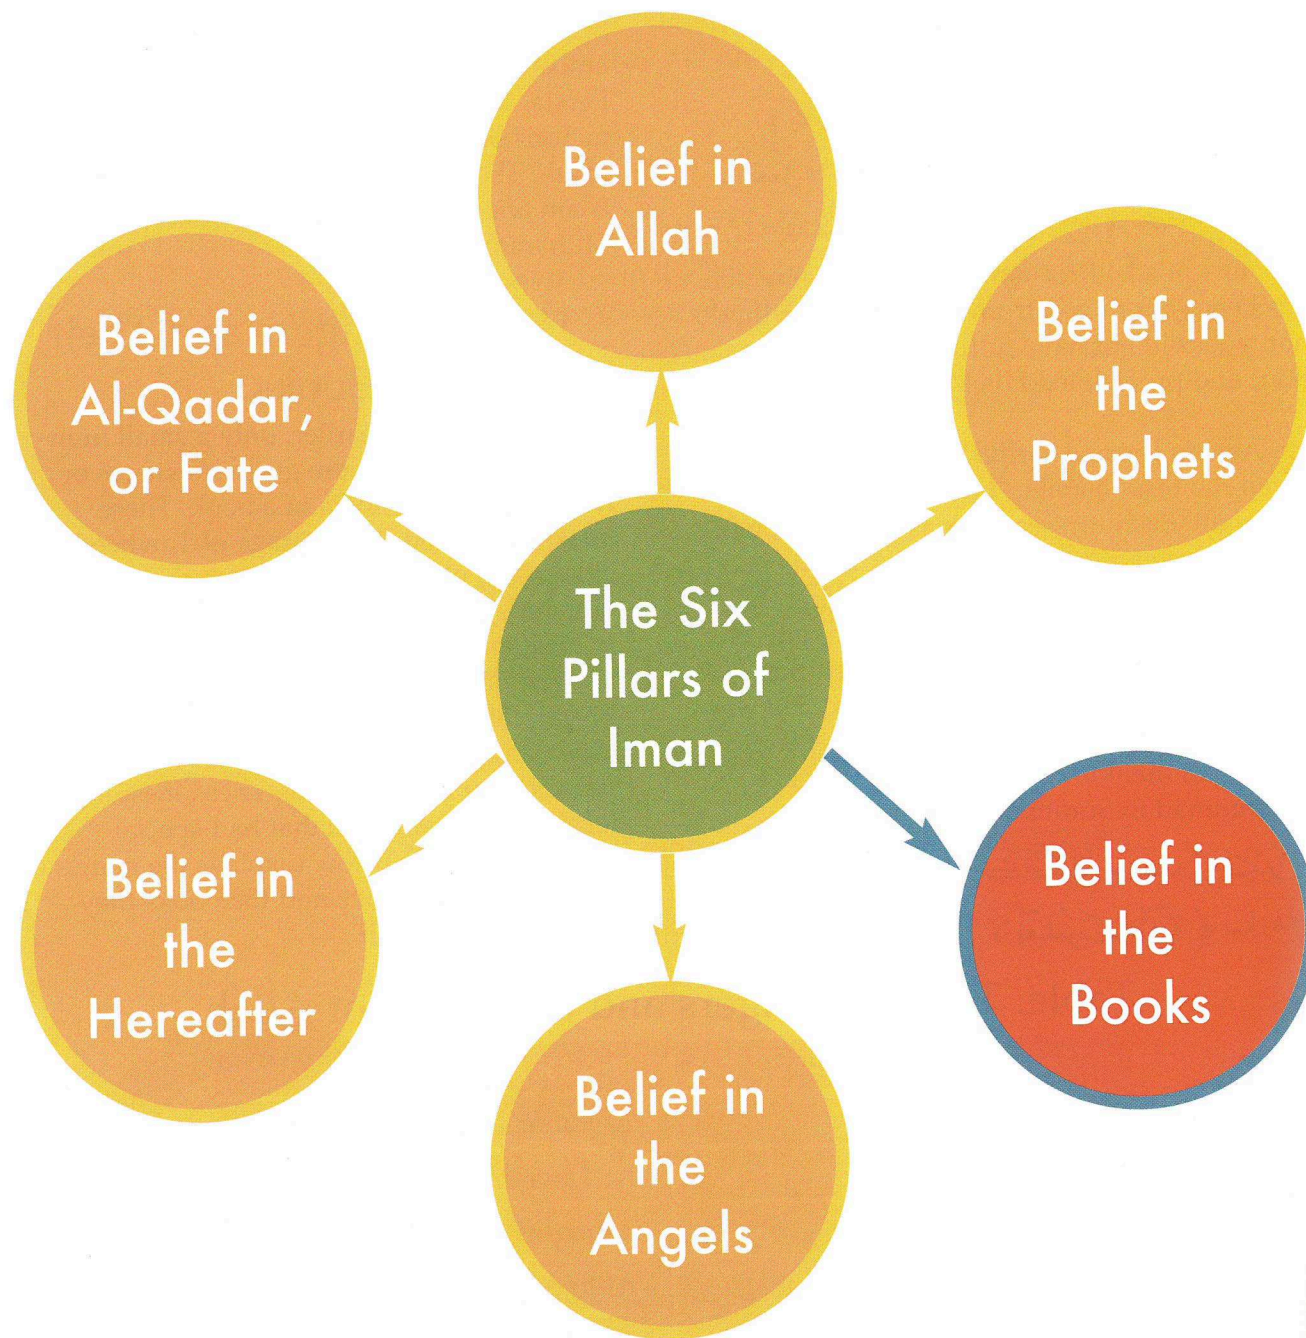 Belief in
Allah
Belief in
the
Prophets
Belief in
Al-Qadar,
or Fate
The Six
Pillars of
Iman
Belief in
the
Books
Belief in
the
Hereafter
Belief in
the
Angels